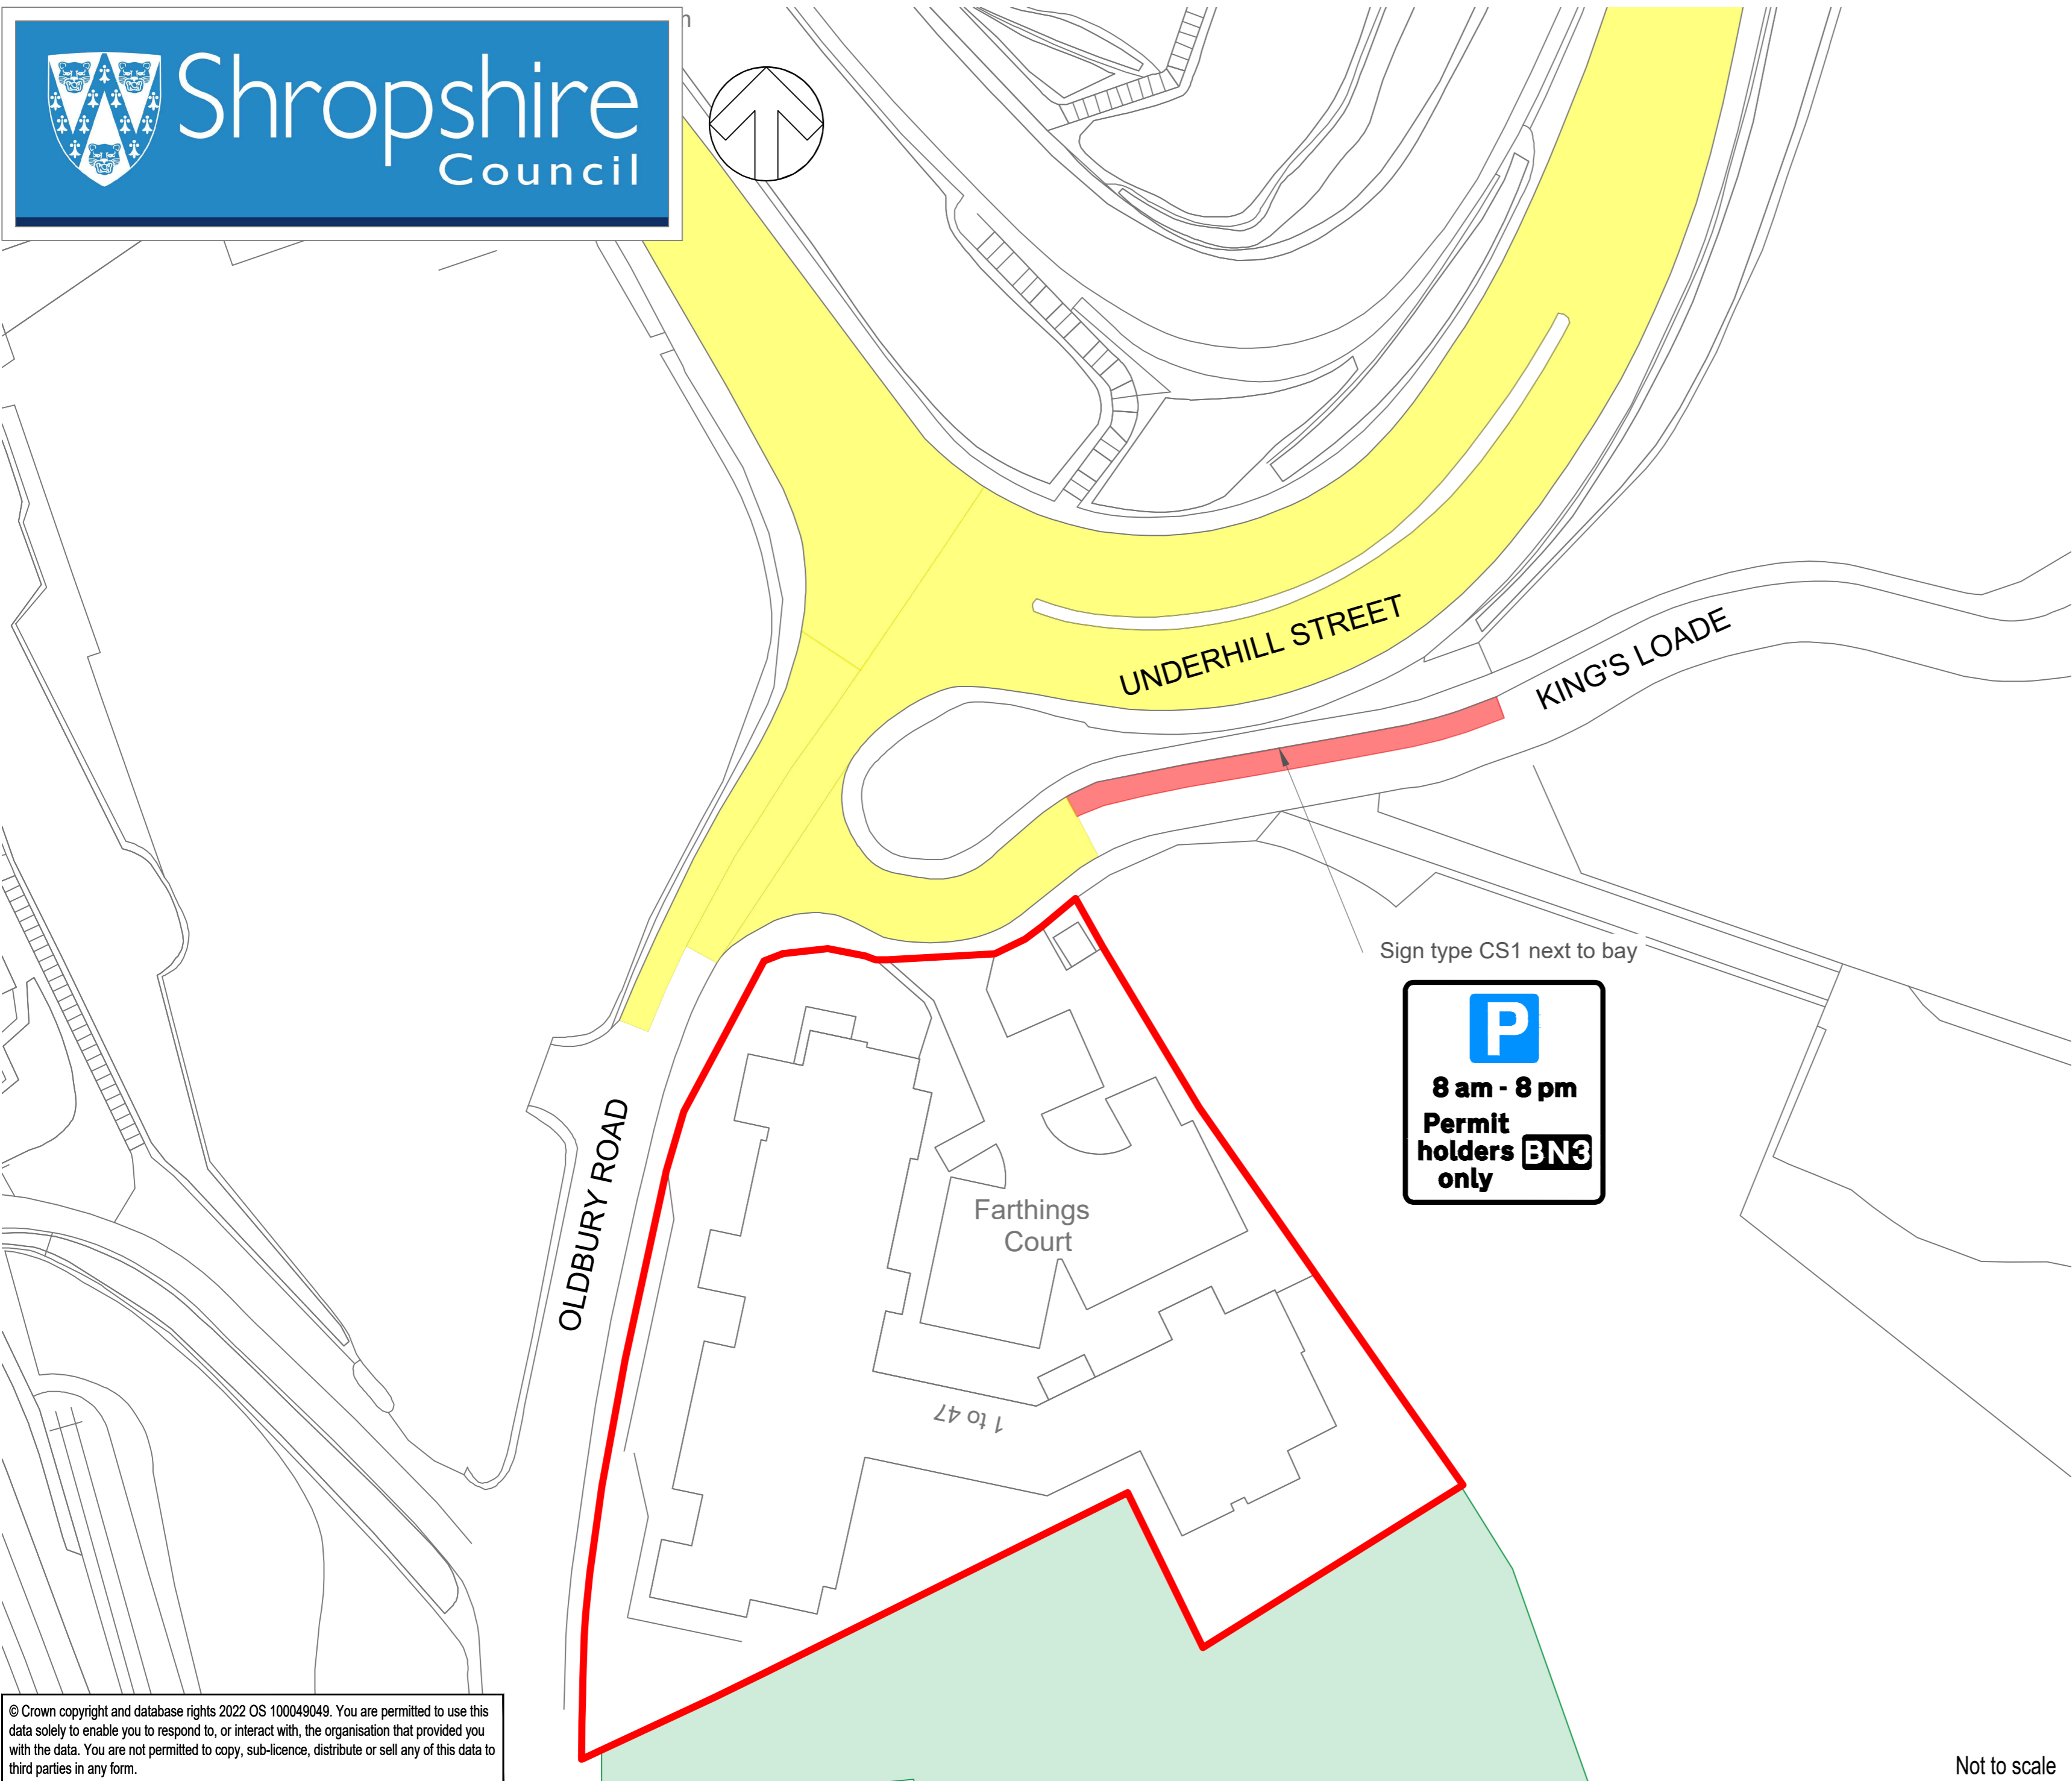 Shropshire
Council
UNDERHILL STREET
KING'S LOADE
Sign type CS1 next to bay
P
8 am - 8 pm
Permit
holders BN3
only
OLDBURY ROAD
Farthings
Court
1 to 47
© Crown copyright and database rights 2022 OS 100049049. You are permitted to use this
data solely to enable you to respond to, or interact with, the organisation that provided you
with the data. You are not permitted to copy, sub-licence, distribute or sell any of this data to
third parties in any form.
Not to scale